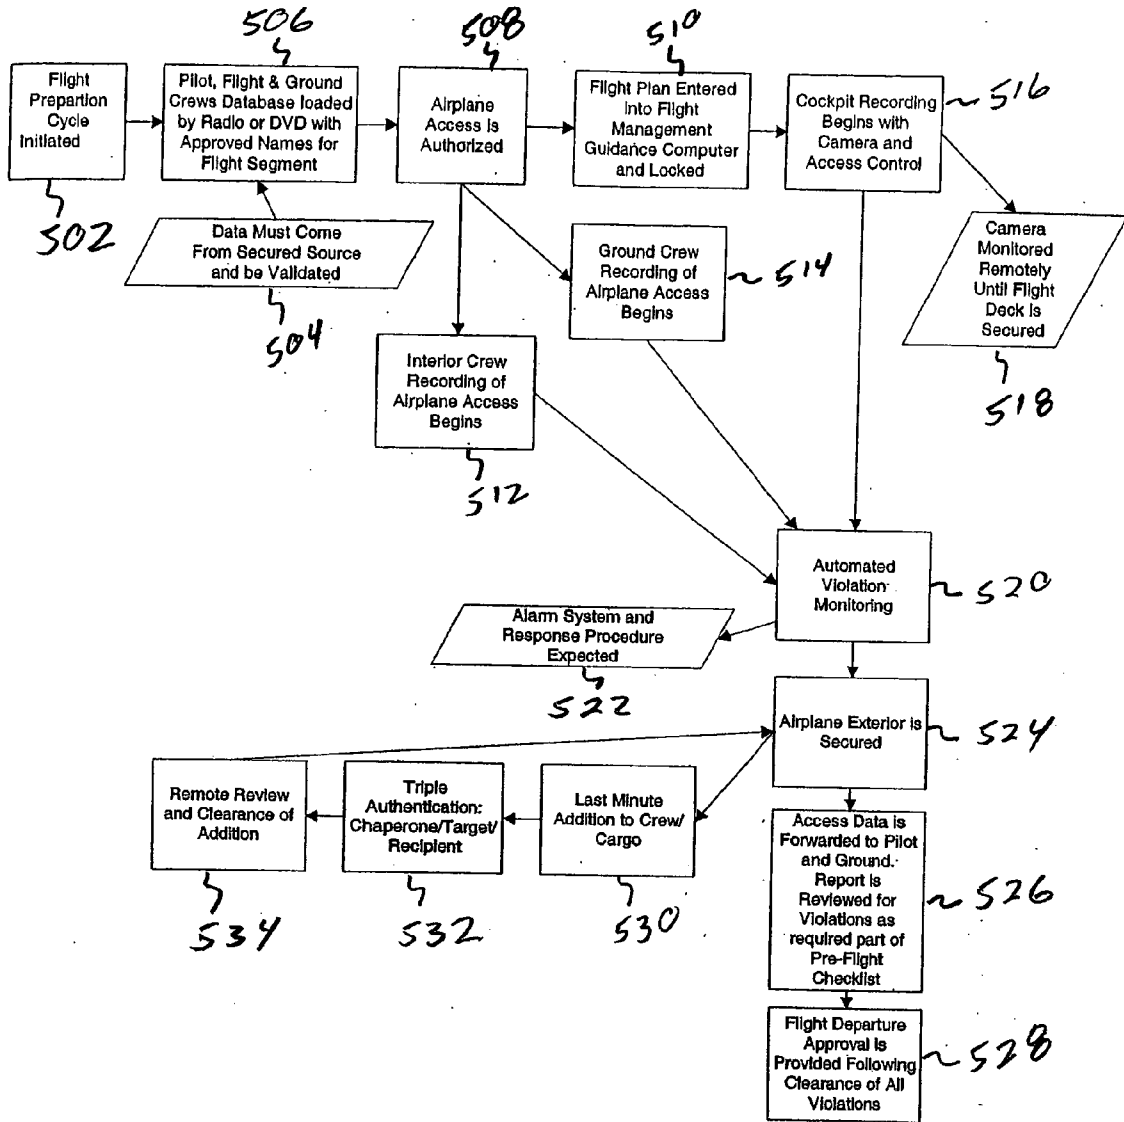 506
508
510
Flight
Prepartion
Cycle
Initiated
Pilot, Flight & Ground
Crews Database loaded
by Radio or DVD with
Approved Names for
Flight Segment
Airplane
Access is
Authorized
Flight Plan Entered
Into Flight
Management
Guidance Computer
and Locked
Cockpit Recording
Begins with
Camera and
Access Control
516
502
Data Must Come
From Secured Source
and be Validated
504
Ground Crew
Recording of
Airplane Access
Begins
514
Camera
Monitored
Remotely
Until Flight
Deck is
Secured
518
Interior Crew
Recording of
Airplane Access
Begins
512
Automated
Violation
Monitoring
520
Alarm System and
Response Procedure
Expected
522
Airplane Exterior is
Secured
524
Remote Review
and Clearance of
Addition
534
Triple
Authentication:
Chaperone/Target/
Recipient
532
Last Minute
Addition to Crew/
Cargo
530
Access Data is
Forwarded to Pilot
and Ground.
Report is
Reviewed for
Violations as
required part of
Pre-Flight
Checklist
526
Flight Departure
Approval is
Provided Following
Clearance of All
Violations
528